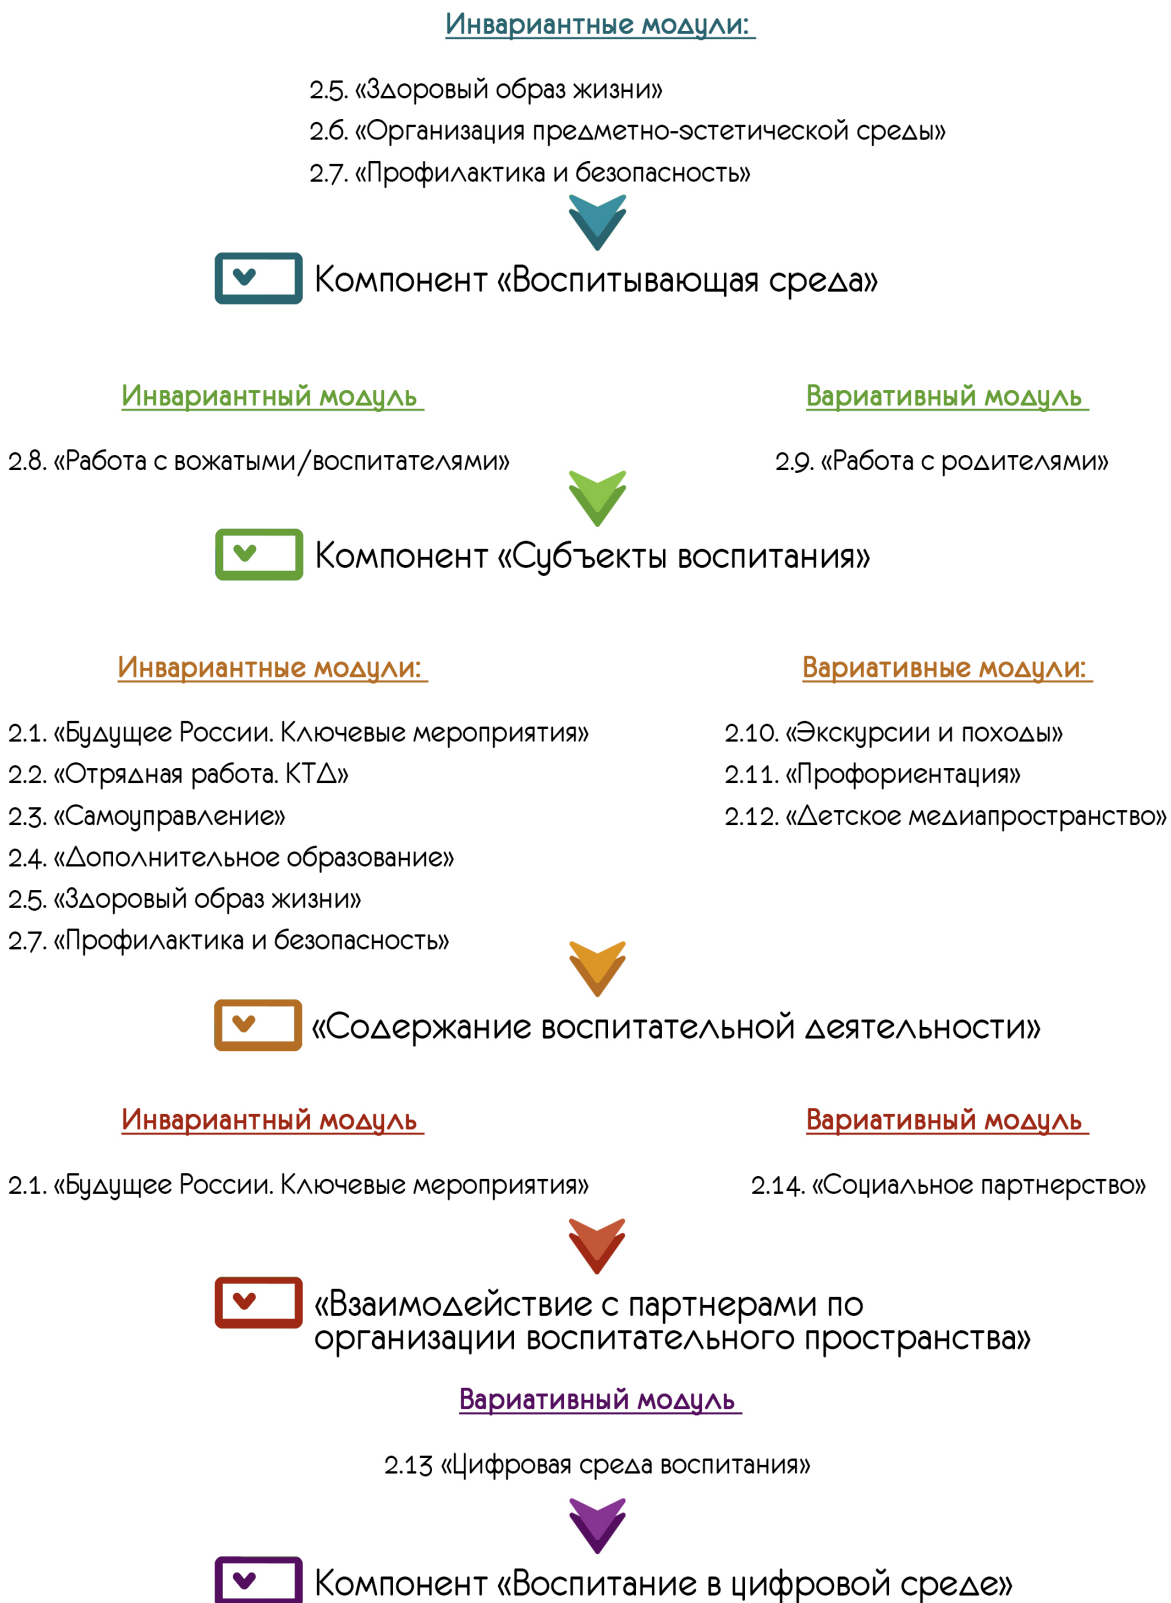 Инвариантные модули:
2.5. «Здоровый образ жизни»
2.6. «Организация предметно-эстетической среды»
2.7. «Профилактика и безопасность»
Компонент «Воспитывающая среда»
Инвариантный модуль
Вариативный модуль
2.8. «Работа с вожатыми/воспитателями»
2.9. «Работа с родителями»
Компонент «Субъекты воспитания»
Инвариантные модули:
Вариативные модули:
2.1. «Будущее России. Ключевые мероприятия»
2.2. «Отрядная работа. КТД»
2.3. «Самоуправление»
2.4. «Дополнительное образование»
2.5. «Здоровый образ жизни»
2.7. «Профилактика и безопасность»
2.10. «Экскурсии и походы»
2.11. «Профориентация»
2.12. «Детское медиапространство»
«Содержание воспитательной деятельности»
Инвариантный модуль
Вариативный модуль
2.1. «Будущее России. Ключевые мероприятия»
2.14. «Социальное партнерство»
«Взаимодействие с партнерами по
организации воспитательного пространства»
Вариативный модуль
2.13 «Цифровая среда воспитания»
Компонент «Воспитание в цифровой среде»